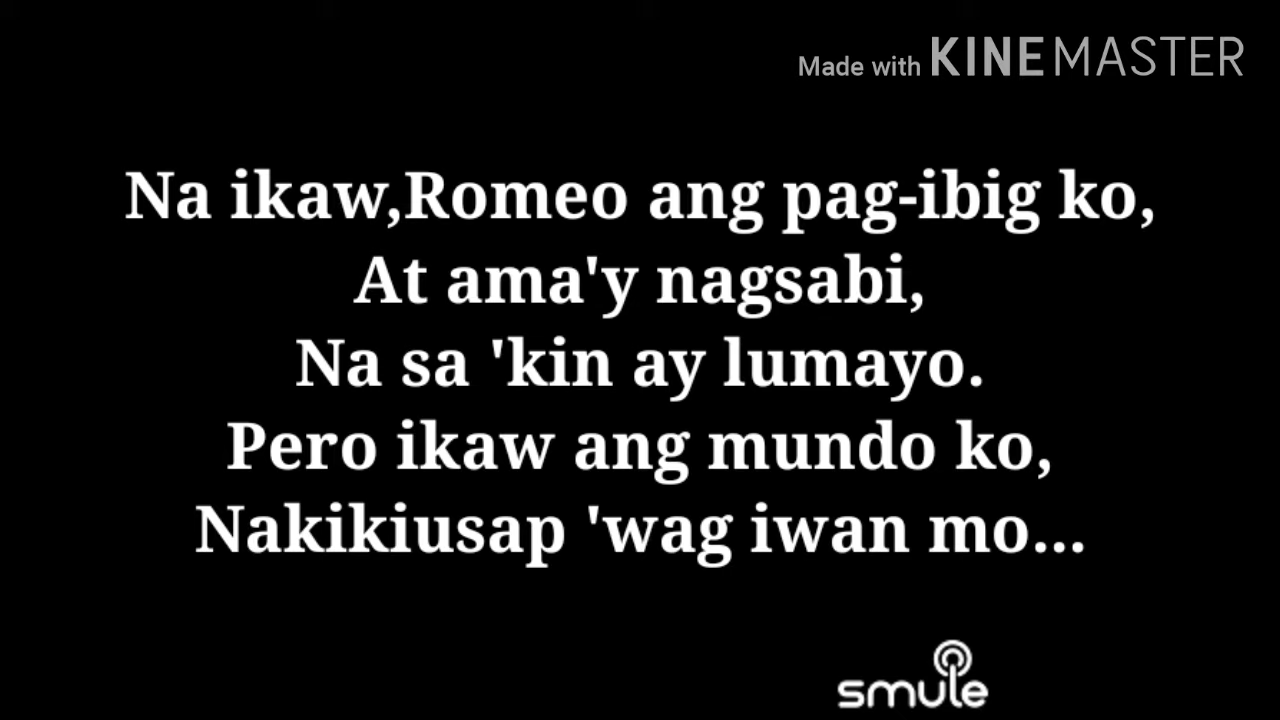 Made with KINEMASTER
Na ikaw,Romeo ang pag-ibig ko,
At ama'y nagsabi,
Na sa 'kin ay lumayo.
Pero ikaw ang mundo ko,
Nakikiusap 'wag iwan mo...
smule